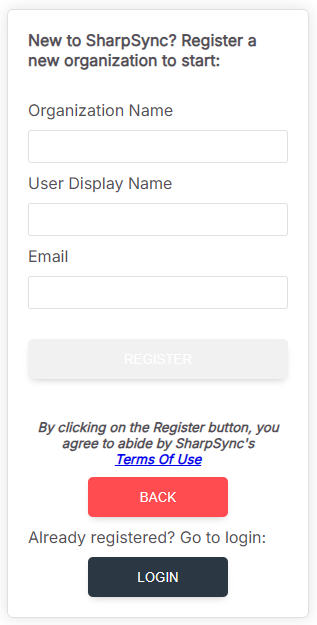 New to SharpSync? Register a
new organization to start:
Organization Name
User Display Name
Email
REGISTER
By clicking on the Register button, you
agree to abide by SharpSync's
Terms Of Use
BACK
Already registered? Go to login:
LOGIN